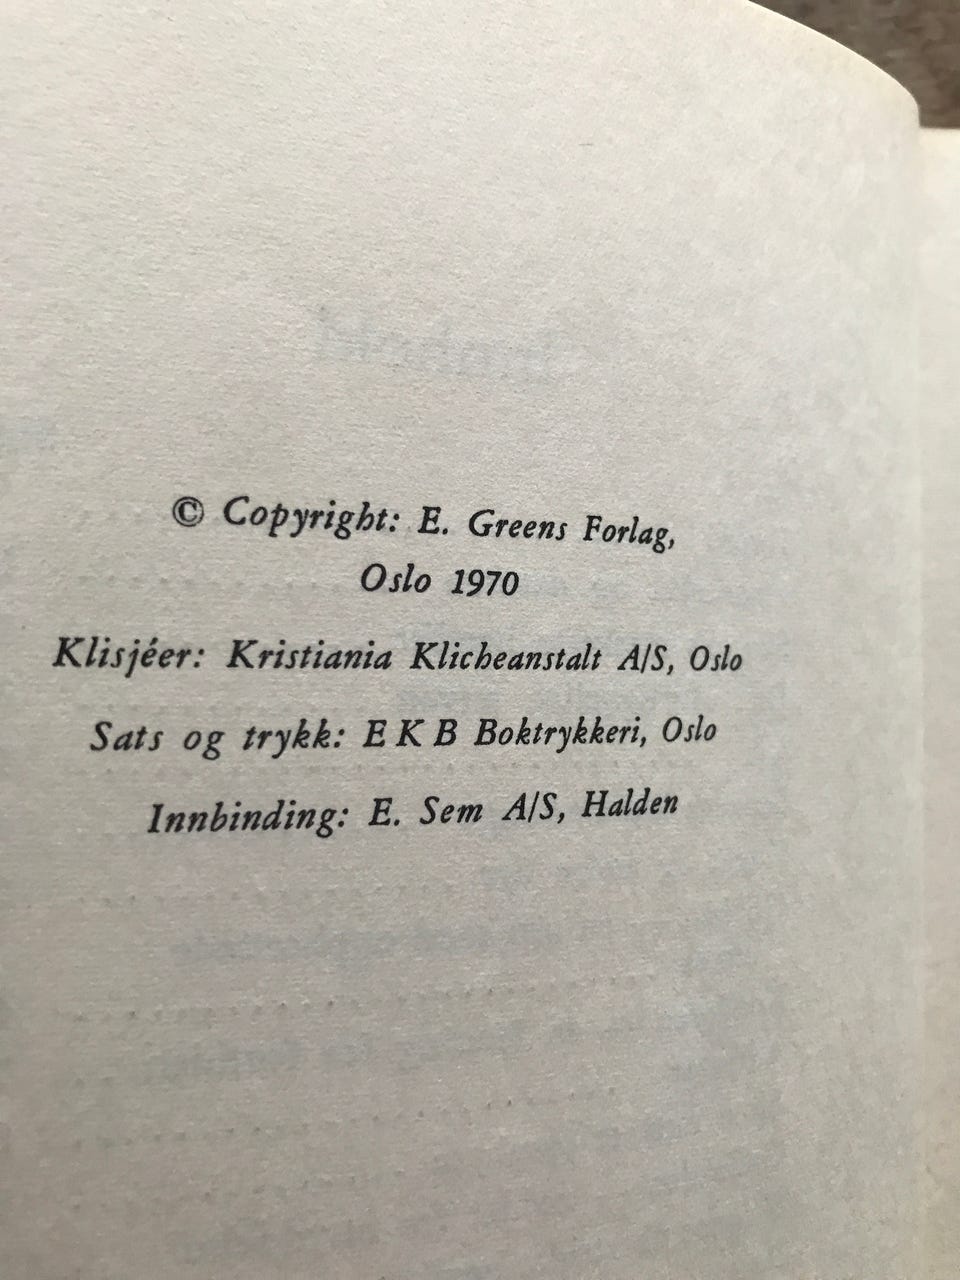 © Copyright: E. Greens Forlag,
Oslo 1970
Klisjéer: Kristiania Klicheanstalt A/S, Oslo
Sats og trykk: E K B Boktrykkeri, Oslo
Innbinding: E. Sem A/S, Halden